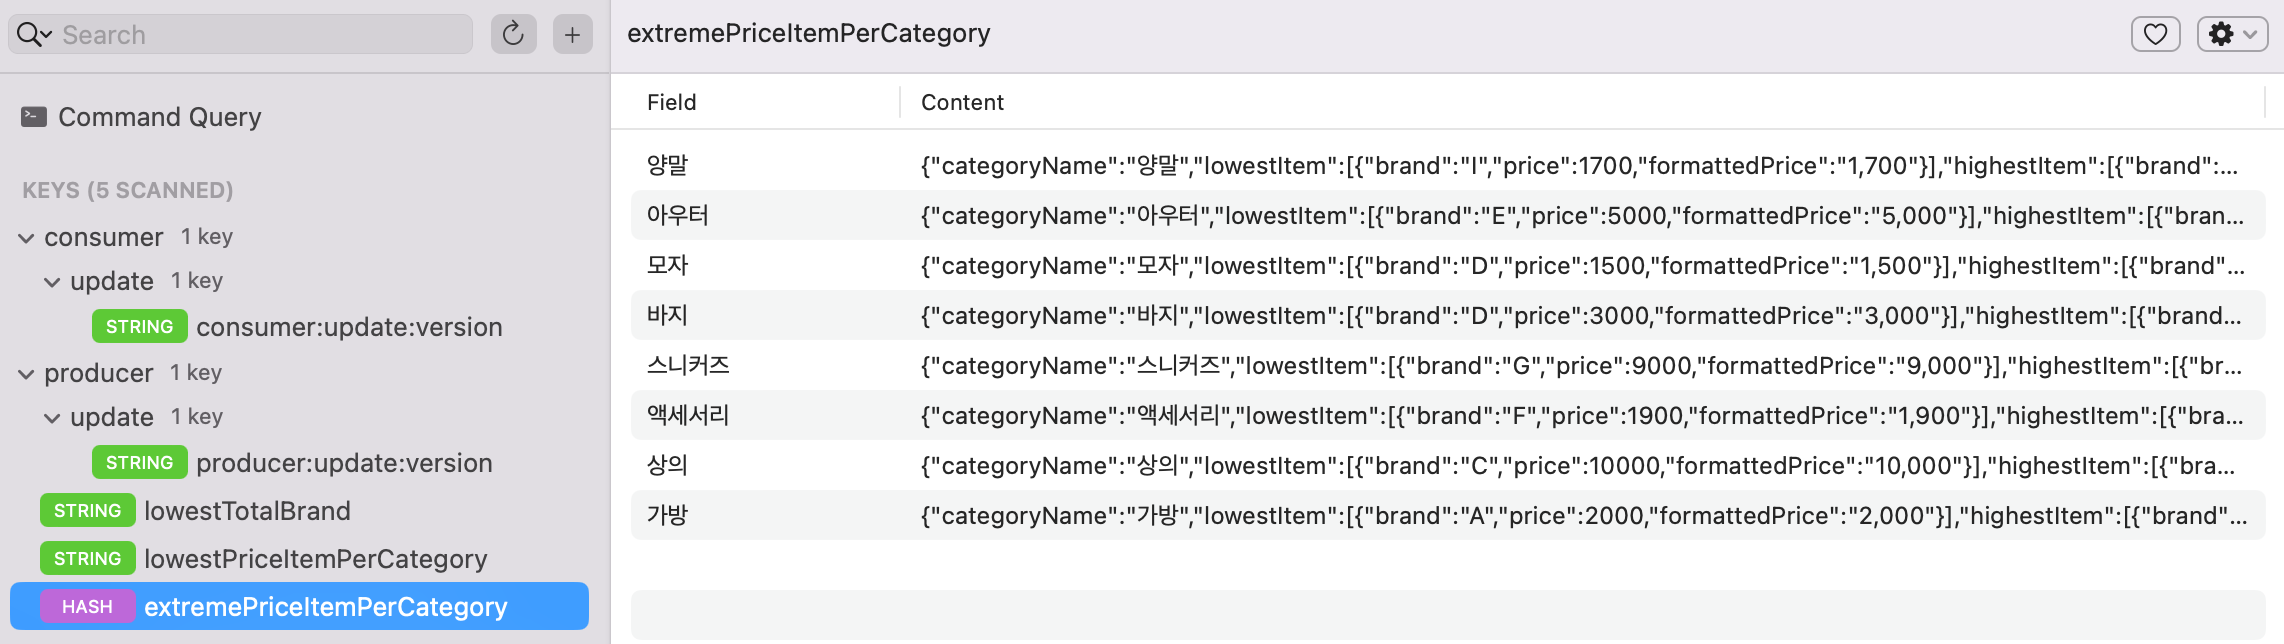 Search
Command Query
KEYS (5 SCANNED)
consumer 1 key
update 1 key
STRING consumer:update:version
producer 1 key
update 1 key
STRING producer:update:version
STRING lowestTotalBrand
STRING lowestPriceItemPerCategory
HASH extremePriceItemPerCategory
extremePriceItemPerCategory
Field Content
양말 {"categoryName":"양말","lowestItem":[{"brand":"I","price":1700,"formattedPrice":"1,700"}],"highestItem":[{"brand":...
아우터 {"categoryName":"아우터","lowestItem":[{"brand":"E","price":5000,"formattedPrice":"5,000"}],"highestItem":[{"bran...
모자 {"categoryName":"모자","lowestItem":[{"brand":"D","price":1500,"formattedPrice":"1,500"}],"highestItem":[{"brand"...
바지 {"categoryName":"바지","lowestItem":[{"brand":"D","price":3000,"formattedPrice":"3,000"}],"highestItem":[{"brand...
스니커즈 {"categoryName":"스니커즈","lowestItem":[{"brand":"G","price":9000,"formattedPrice":"9,000"}],"highestItem":[{"br...
액세서리 {"categoryName":"액세서리","lowestItem":[{"brand":"F","price":1900,"formattedPrice":"1,900"}],"highestItem":[{"bra...
상의 {"categoryName":"상의","lowestItem":[{"brand":"C","price":10000,"formattedPrice":"10,000"}],"highestItem":[{"bra...
가방 {"categoryName":"가방","lowestItem":[{"brand":"A","price":2000,"formattedPrice":"2,000"}],"highestItem":[{"brand"...